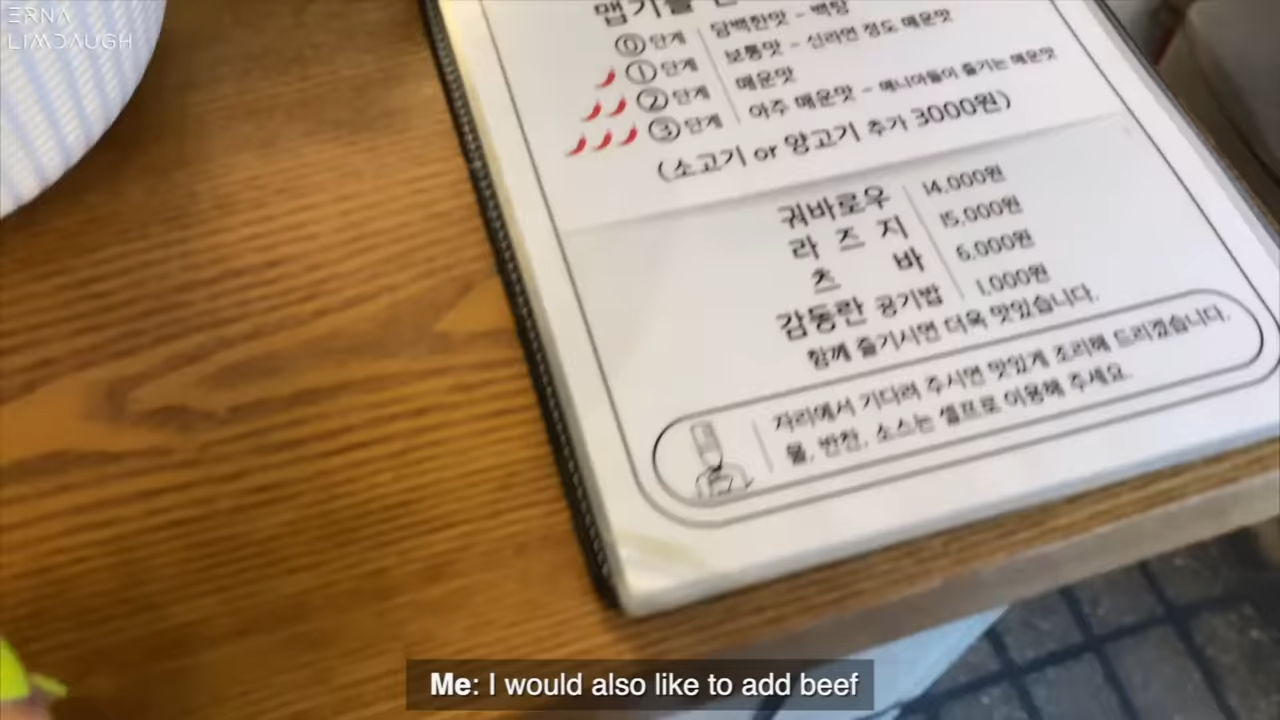 ERNA
LIMDAUGH
맵기를
0 단계 담백한맛 - 백탕
1 단계 보통맛 - 신라면 정도 매운맛
2 단계 매운맛
3 단계 아주 매운맛 - 매니아들이 즐기는 매운맛
(소고기 or 양고기 추가 3000원)
궈바로우 14,000원
라즈지 15,000원
츠바 6,000원
감동란 공기밥 1,000원
함께 즐기시면 더욱 맛있습니다.
자리에서 기다려 주시면 맛있게 조리해 드리겠습니다.
물, 반찬, 소스는 셀프로 이용해 주세요.
Me: I would also like to add beef